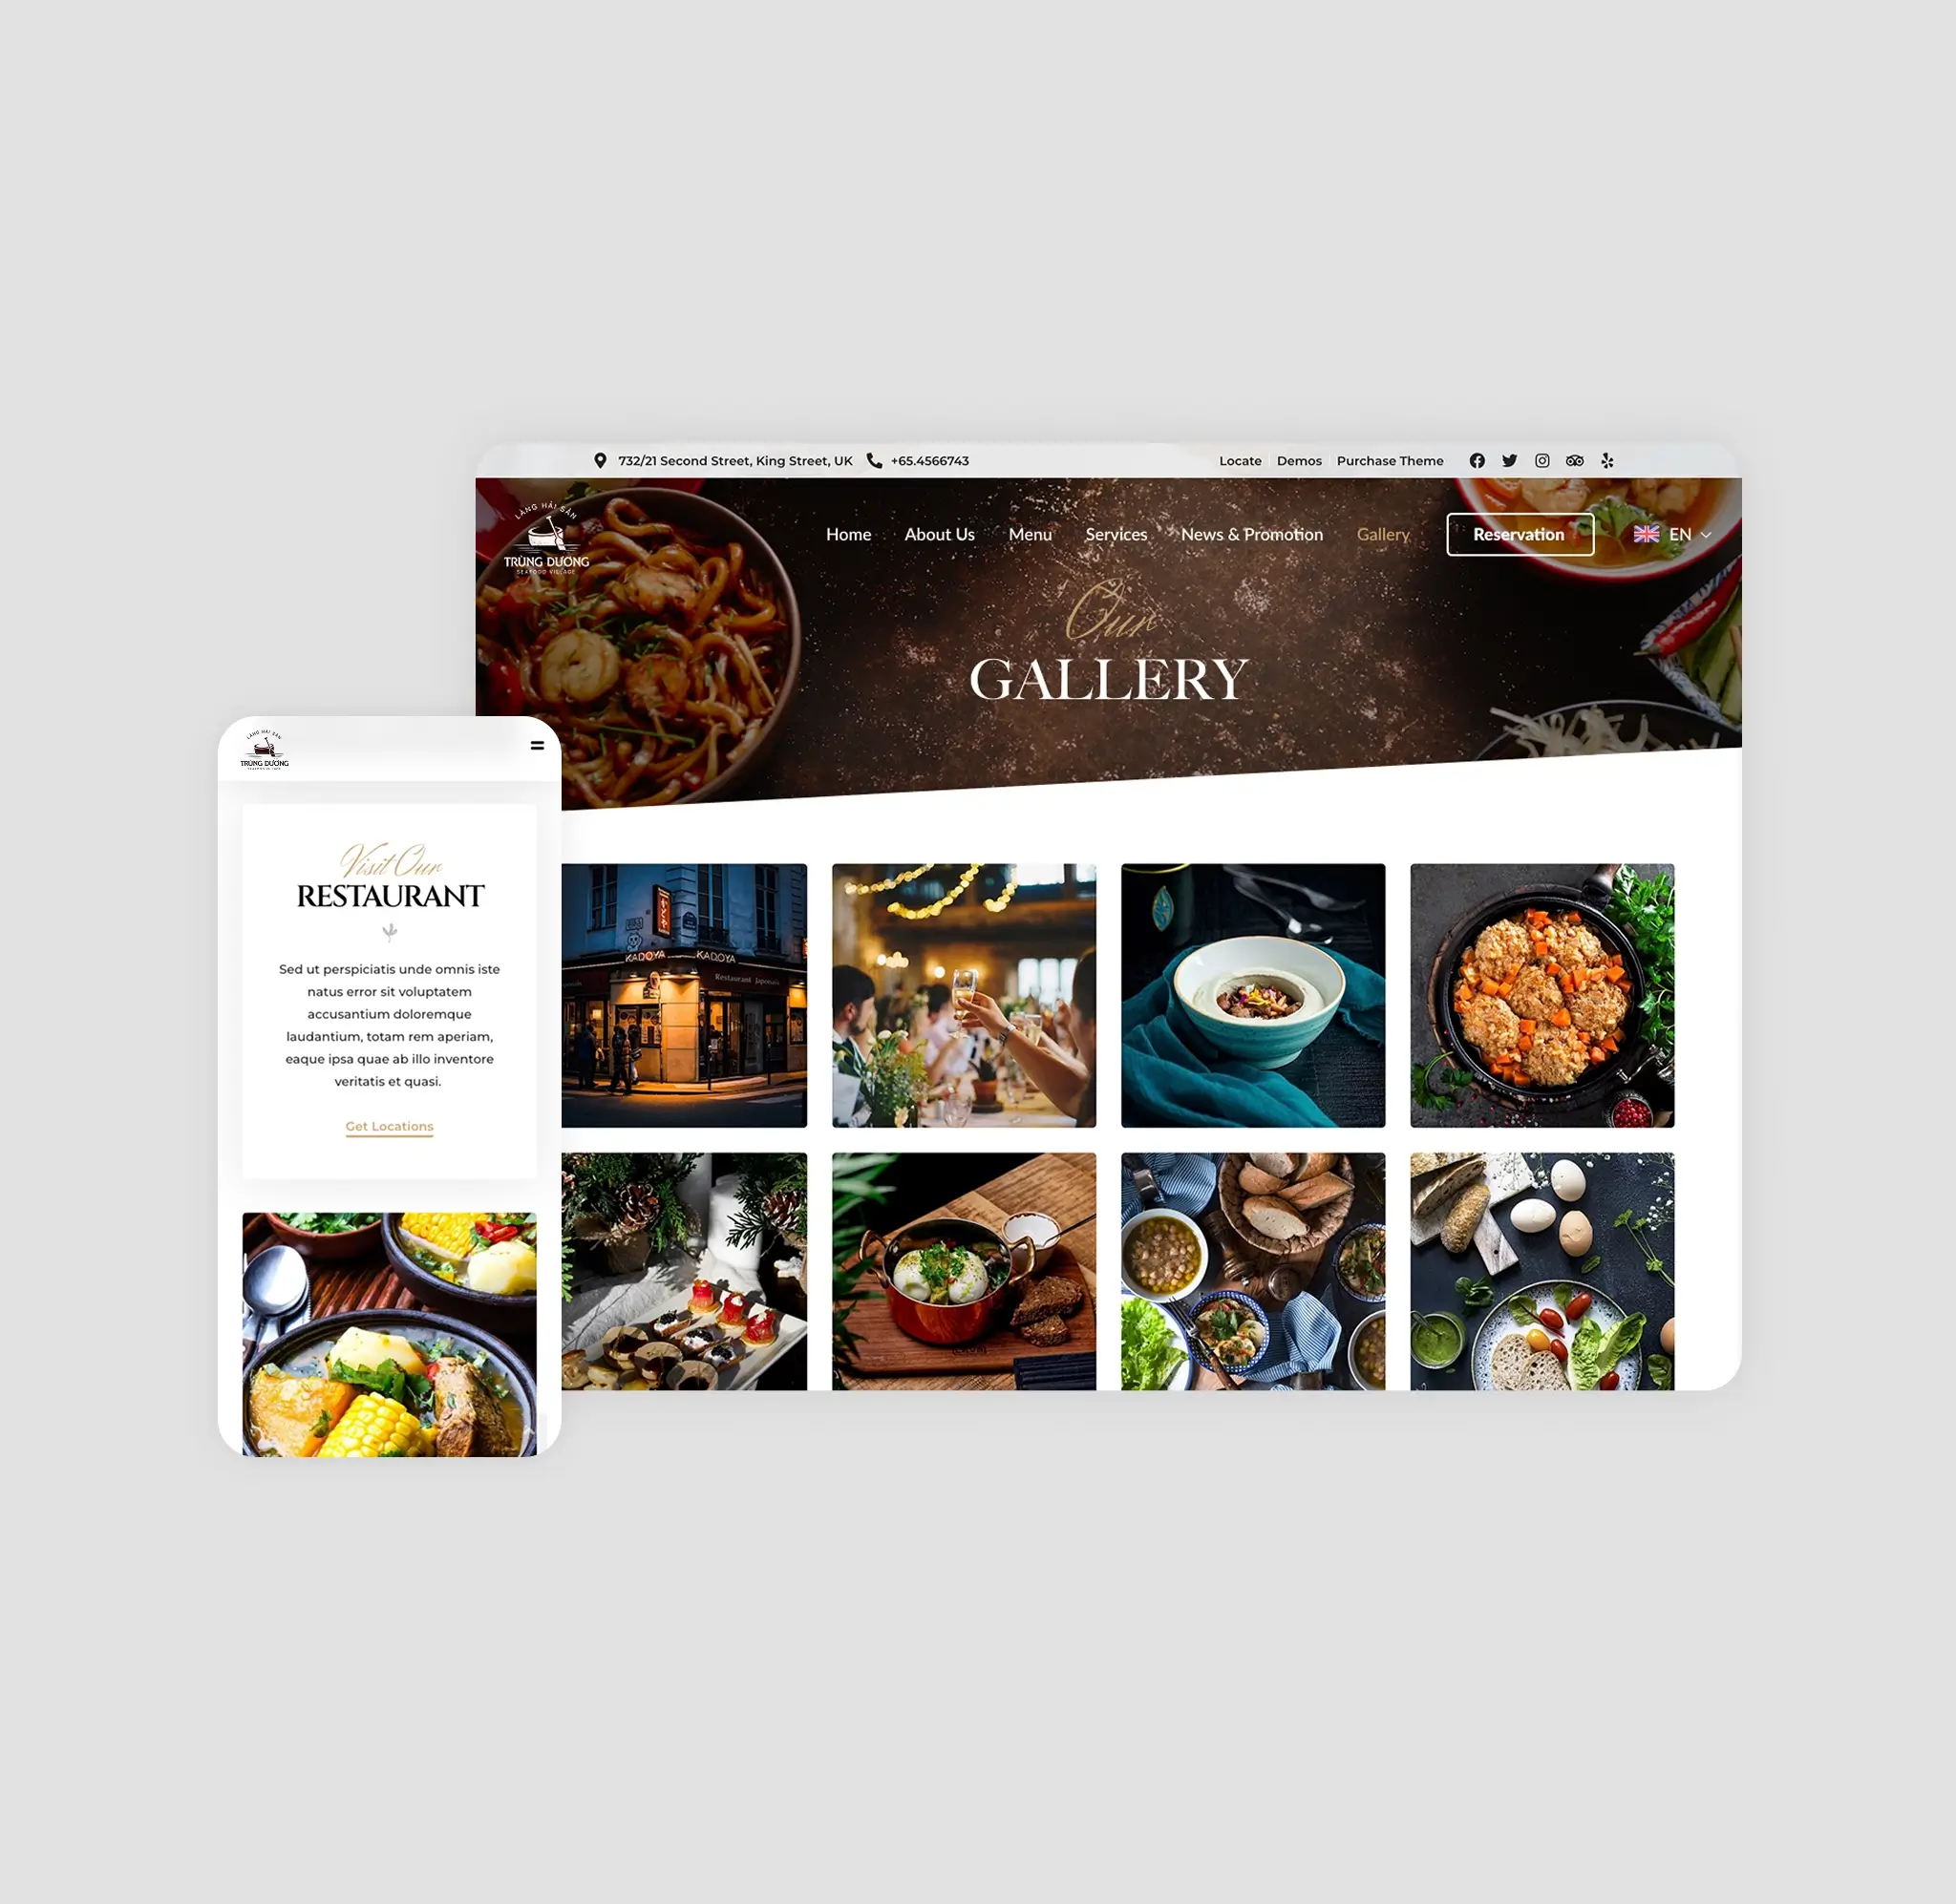 732/21 Second Street, King Street, UK +65.4566743 Locate Demos Purchase Theme
LÀNG HẢI SẢN
TRÙNG DƯƠNG
SEAFOOD VILLAGE
Home About Us Menu Services News & Promotion Gallery Reservation EN
Our
GALLERY
LÀNG HẢI SẢN
TRÙNG DƯƠNG
Visit Our
RESTAURANT
Sed ut perspiciatis unde omnis iste
natus error sit voluptatem
accusantium doloremque
laudantium, totam rem aperiam,
eaque ipsa quae ab illo inventore
veritatis et quasi.
Get Locations
かどや
KADOYA KADOYA
Restaurant Japonais